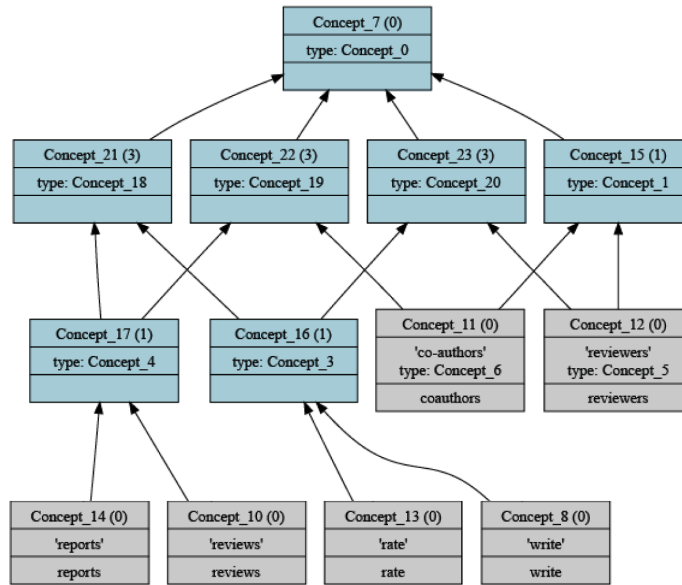 Concept_7 (0)
type: Concept_0
Concept_21 (3)
type: Concept_18
Concept_22 (3)
type: Concept_19
Concept_23 (3)
type: Concept_20
Concept_15 (1)
type: Concept_1
Concept_17 (1)
type: Concept_4
Concept_16 (1)
type: Concept_3
Concept_11 (0)
'co-authors'
type: Concept_6
coauthors
Concept_12 (0)
'reviewers'
type: Concept_5
reviewers
Concept_14 (0)
'reports'
reports
Concept_10 (0)
'reviews'
reviews
Concept_13 (0)
'rate'
rate
Concept_8 (0)
'write'
write